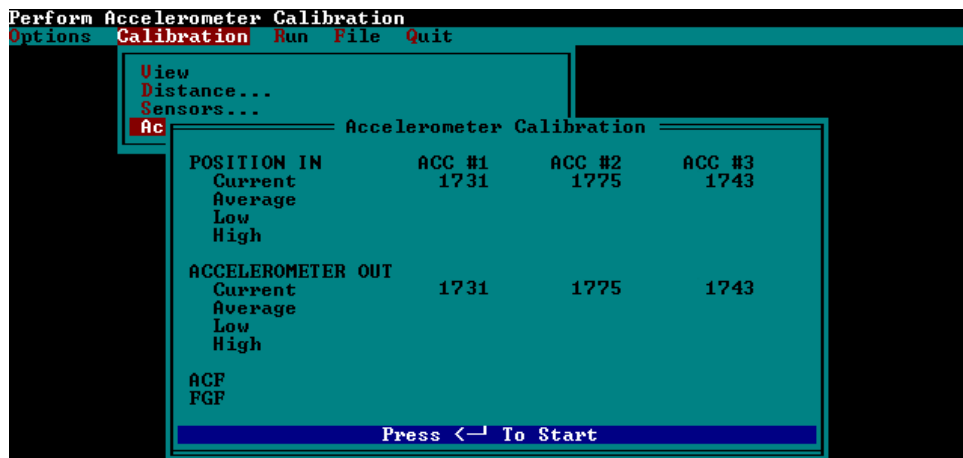 Perform Accelerometer Calibration
Options Calibration Run File Quit
View
Distance...
Sensors...
Ac
Accelerometer Calibration
POSITION IN ACC #1 ACC #2 ACC #3
Current 1731 1775 1743
Average
Low
High
ACCELEROMETER OUT
Current 1731 1775 1743
Average
Low
High
ACF
FGF
Press <─┘ To Start